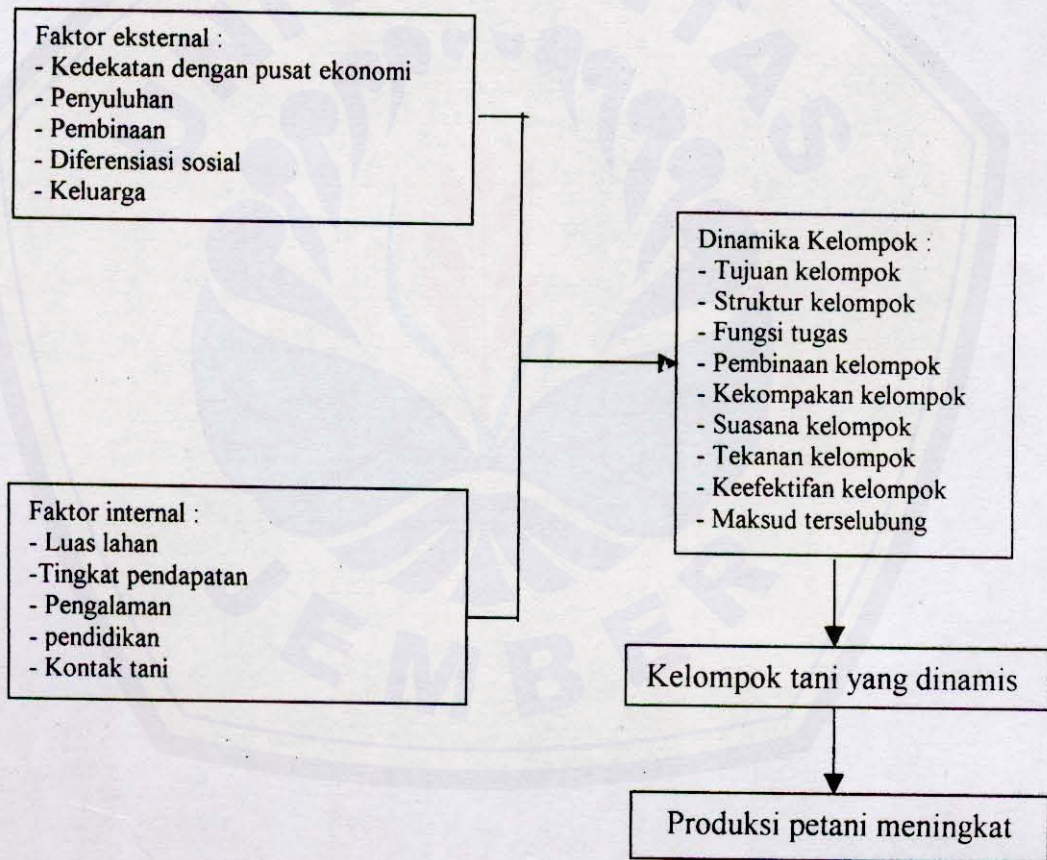 Faktor eksternal :
- Kedekatan dengan pusat ekonomi
- Penyuluhan
- Pembinaan
- Diferensiasi sosial
- Keluarga
Dinamika Kelompok :
- Tujuan kelompok
- Struktur kelompok
- Fungsi tugas
- Pembinaan kelompok
- Kekompakan kelompok
- Suasana kelompok
- Tekanan kelompok
- Keefektifan kelompok
- Maksud terselubung
Faktor internal :
- Luas lahan
-Tingkat pendapatan
- Pengalaman
- pendidikan
- Kontak tani
Kelompok tani yang dinamis
Produksi petani meningkat
JEMBER